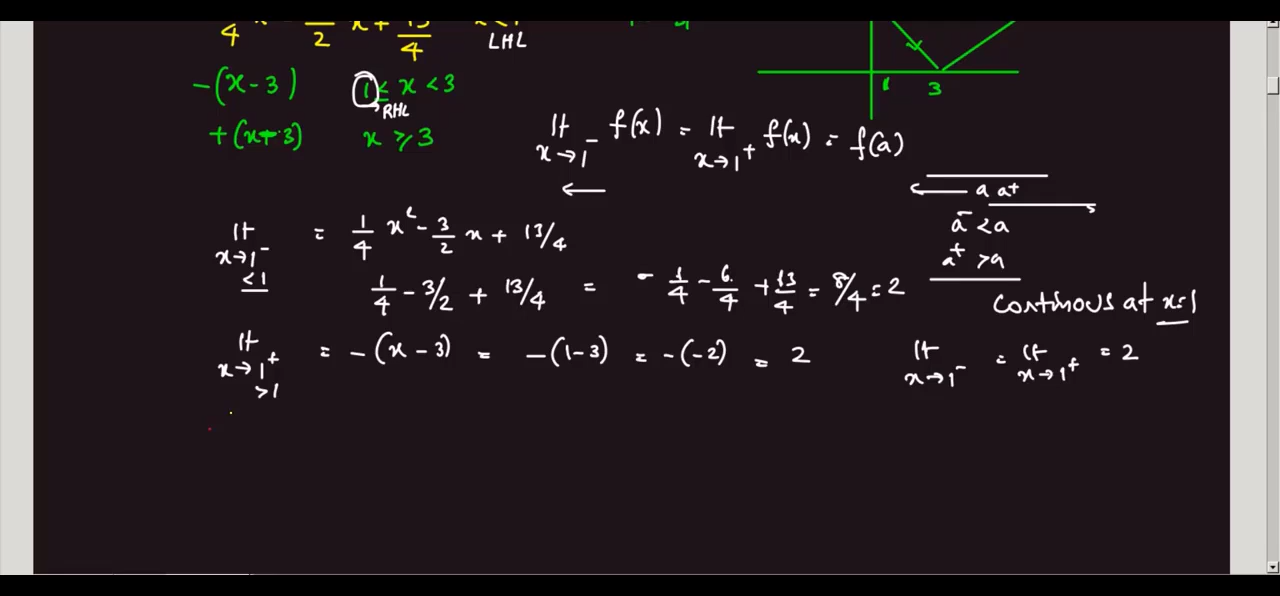 4 2 x + 4 LHL
-(x-3) 1 ≤ x < 3 1 3
RHL
+(x-3) x ≥ 3 lt x→1⁻ f(x) = lt x→1⁺ f(x) = f(a)
a a⁺
a⁻ < a
a⁺ > a
lt x→1⁻ = 1/4 x² - 3/2 x + 13/4
<1
1/4 - 3/2 + 13/4 = - 1/4 - 6/4 + 13/4 = 8/4 = 2
continous at x=1
lt x→1⁺ = -(x-3) = -(1-3) = -(-2) = 2 lt x→1⁻ = lt x→1⁺ = 2
>1